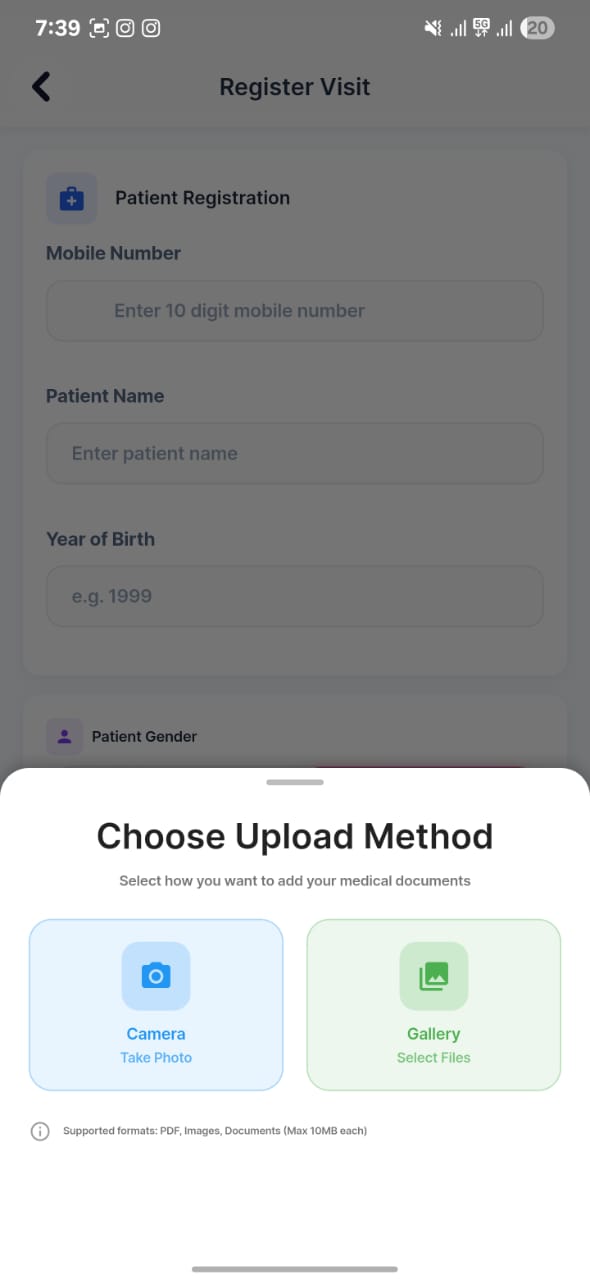 7:39
5G
20
Register Visit
Patient Registration
Mobile Number
Enter 10 digit mobile number
Patient Name
Enter patient name
Year of Birth
e.g. 1999
Patient Gender
Choose Upload Method
Select how you want to add your medical documents
Camera
Take Photo
Gallery
Select Files
Supported formats: PDF, Images, Documents (Max 10MB each)